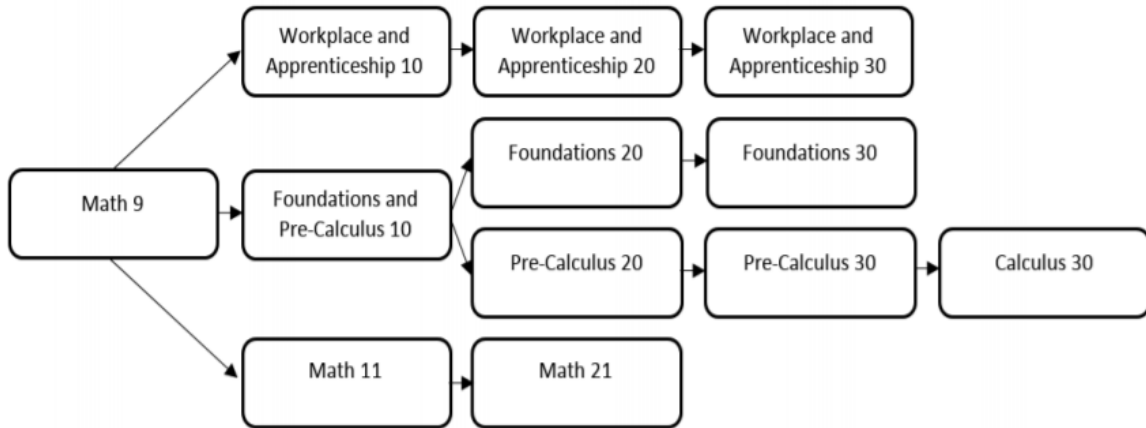 Workplace and
Apprenticeship 10
Workplace and
Apprenticeship 20
Workplace and
Apprenticeship 30
Math 9
Foundations and
Pre-Calculus 10
Foundations 20
Foundations 30
Pre-Calculus 20
Pre-Calculus 30
Calculus 30
Math 11
Math 21